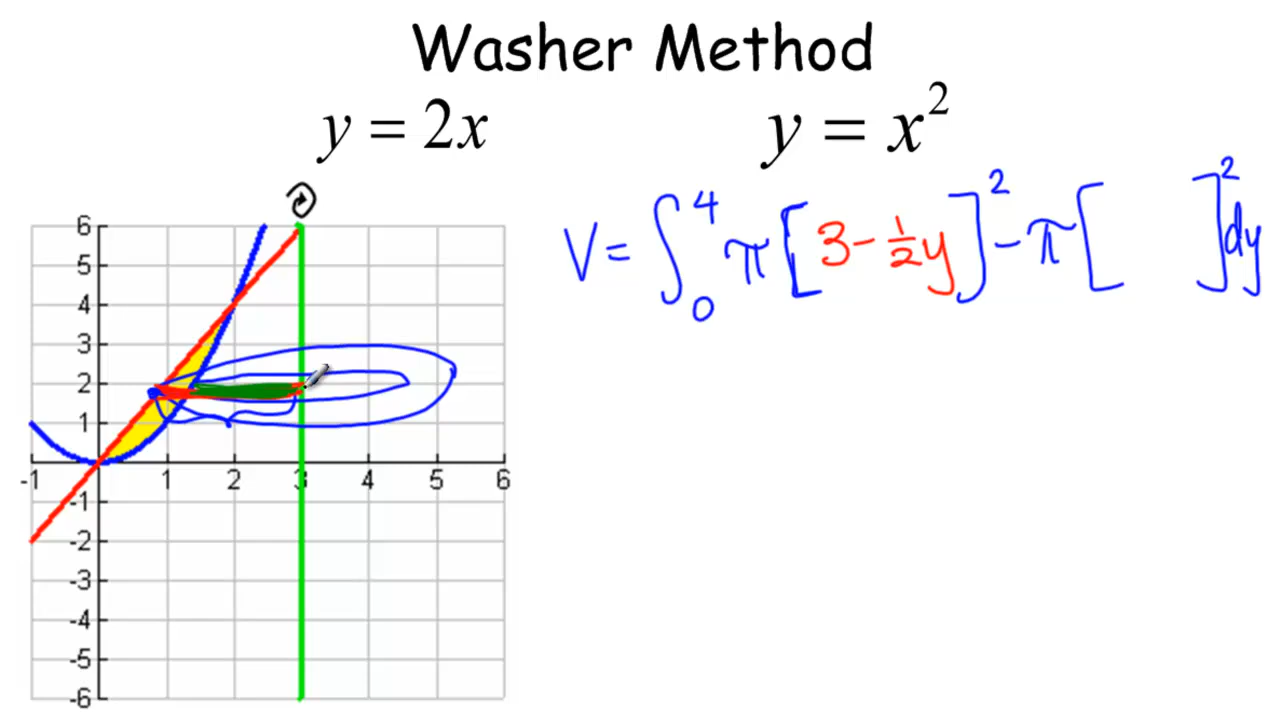 Washer Method
y = 2x
y = x²
V = ∫₀⁴ π[3 − ½y]² − π[ ]² dy
6
5
4
3
2
1
-1 1 2 3 4 5 6
-1
-2
-3
-4
-5
-6